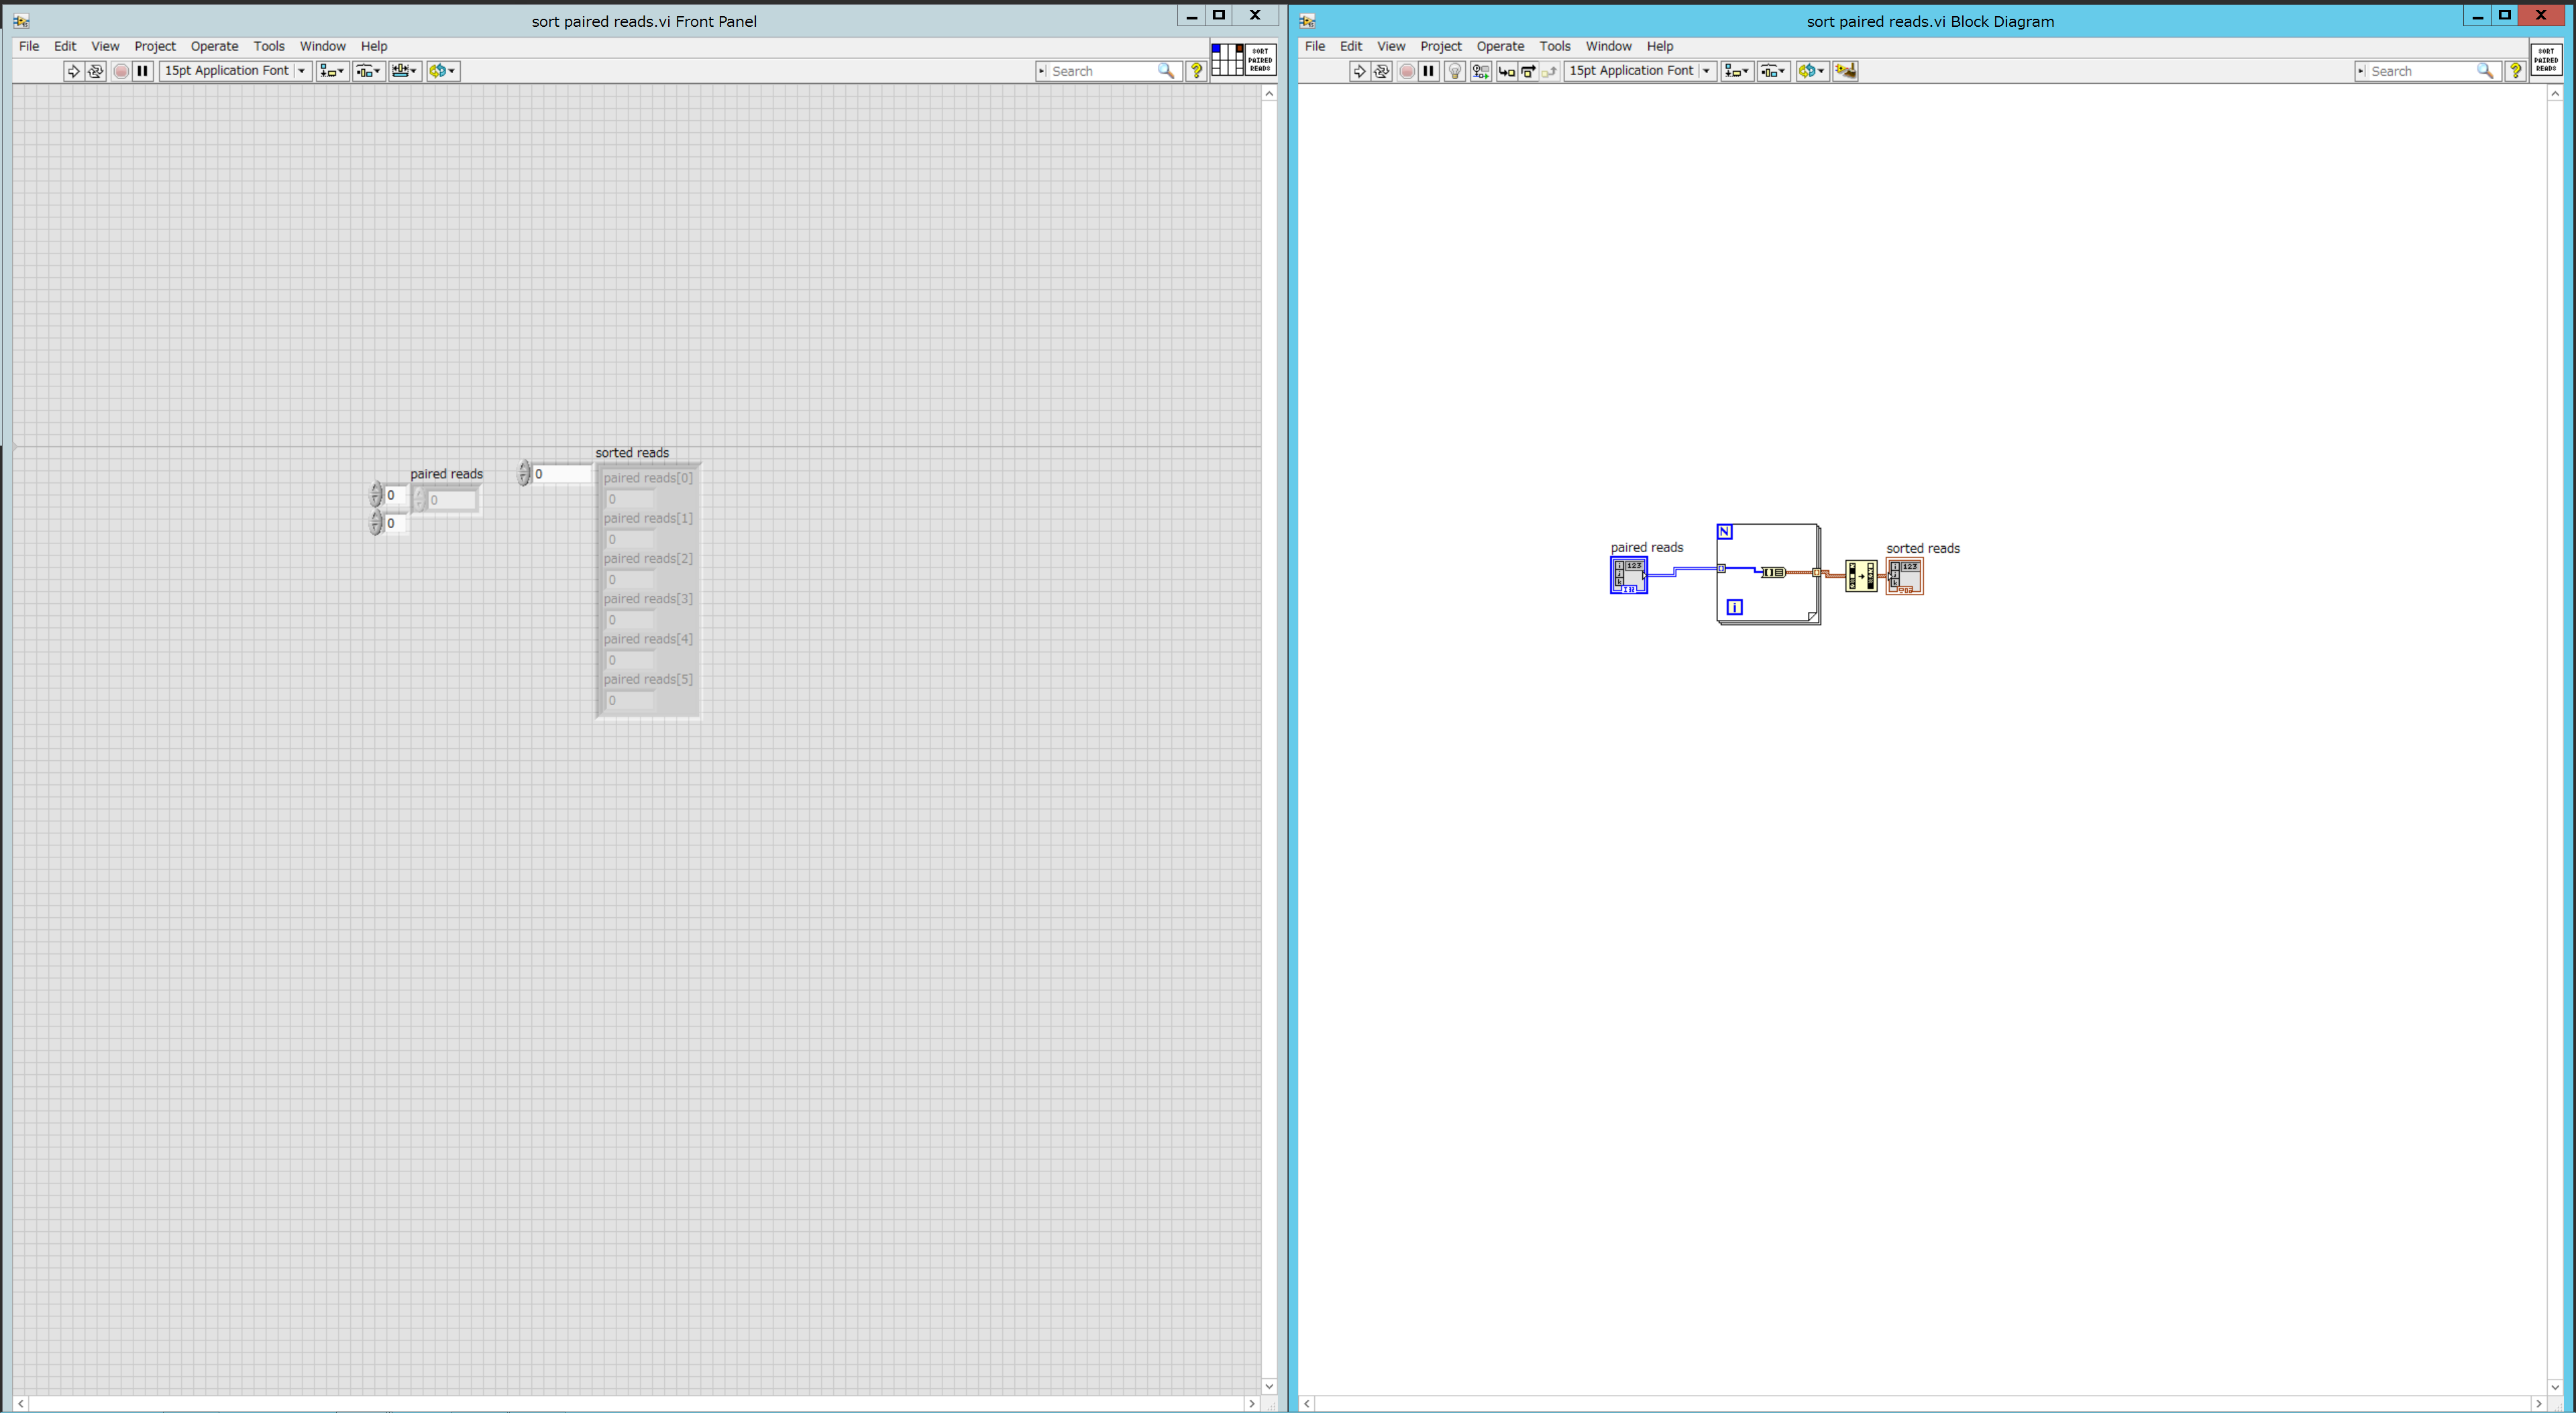 sort paired reads.vi Front Panel
File Edit View Project Operate Tools Window Help
SORT
PAIRED
READS
15pt Application Font
Search
?
paired reads
0
0
0
0
sorted reads
paired reads[0]
0
paired reads[1]
0
paired reads[2]
0
paired reads[3]
0
paired reads[4]
0
paired reads[5]
0
sort paired reads.vi Block Diagram
File Edit View Project Operate Tools Window Help
SORT
PAIRED
READS
15pt Application Font
Search
?
paired reads
123
N
i
sorted reads
123